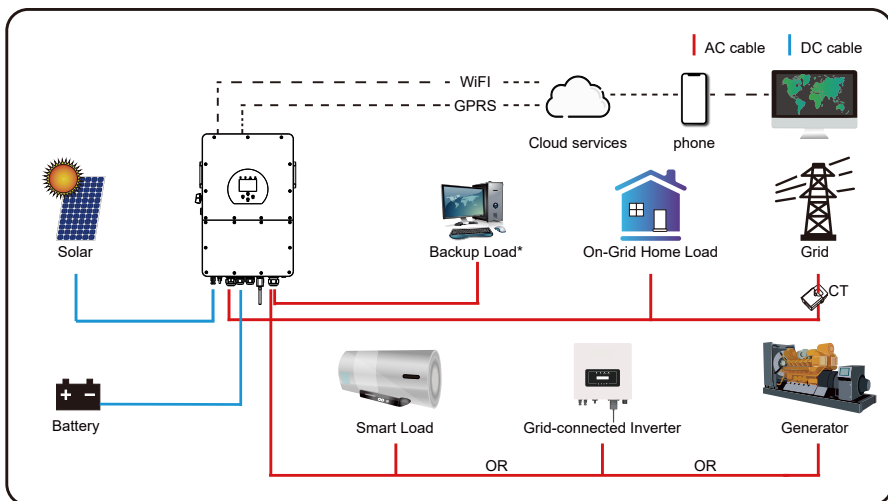 AC cable
DC cable
WiFI
GPRS
Cloud services
phone
Solar
Backup Load*
On-Grid Home Load
Grid
CT
Battery
Smart Load
Grid-connected Inverter
Generator
OR
OR